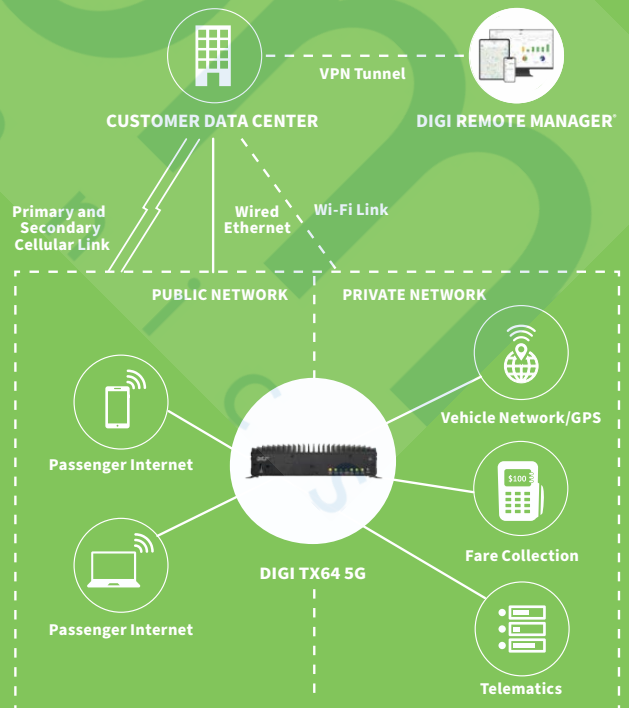 VPN Tunnel
CUSTOMER DATA CENTER
DIGI REMOTE MANAGER®
Primary and
Secondary
Cellular Link
Wired
Ethernet
Wi-Fi Link
PUBLIC NETWORK
PRIVATE NETWORK
Vehicle Network/GPS
Passenger Internet
$100
Fare Collection
DIGI TX64 5G
Passenger Internet
Telematics